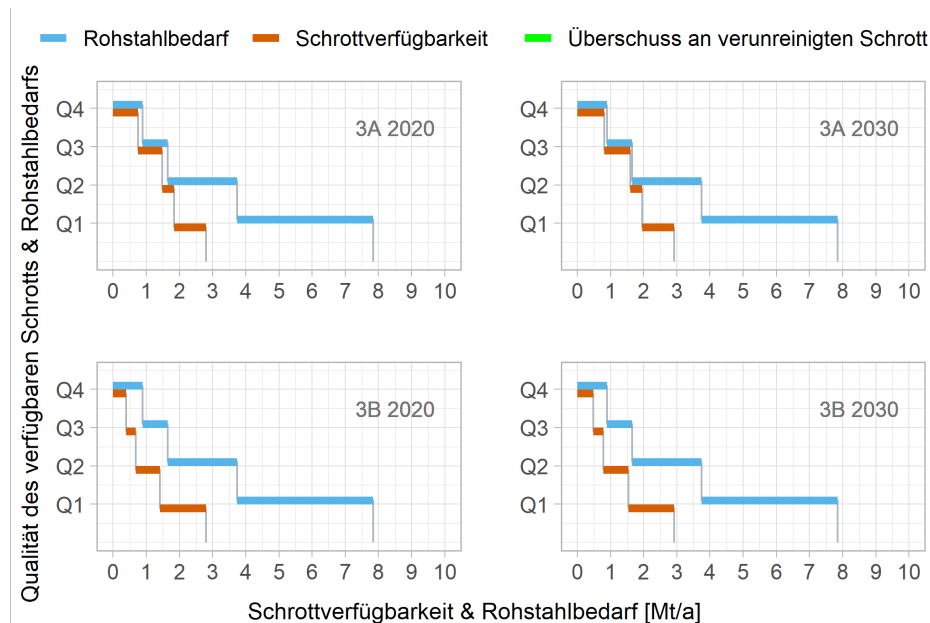 Rohstahlbedarf Schrottverfügbarkeit Überschuss an verunreinigten Schrott
Qualität des verfügbaren Schrotts & Rohstahlbedarfs
Q4
Q3
Q2
Q1
3A 2020
0 1 2 3 4 5 6 7 8 9 10
3A 2030
0 1 2 3 4 5 6 7 8 9 10
Q4
Q3
Q2
Q1
3B 2020
0 1 2 3 4 5 6 7 8 9 10
Q4
Q3
Q2
Q1
3B 2030
0 1 2 3 4 5 6 7 8 9 10
Q4
Q3
Q2
Q1
Schrottverfügbarkeit & Rohstahlbedarf [Mt/a]